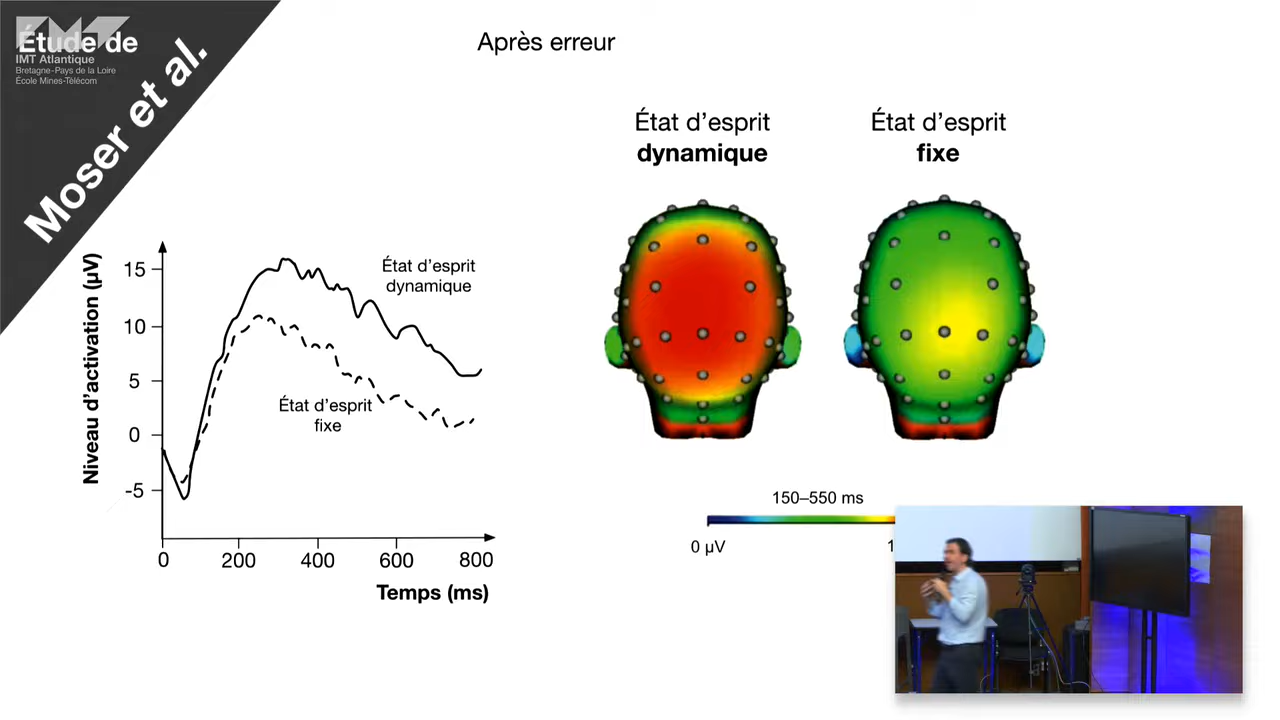 Étude de
IMT Atlantique
Bretagne-Pays de la Loire
École Mines-Télécom
Moser et al.
Après erreur
État d'esprit
dynamique
État d'esprit
fixe
Niveau d'activation (µV)
15
10
5
0
-5
État d'esprit
dynamique
État d'esprit
fixe
0 200 400 600 800
Temps (ms)
150–550 ms
0 µV